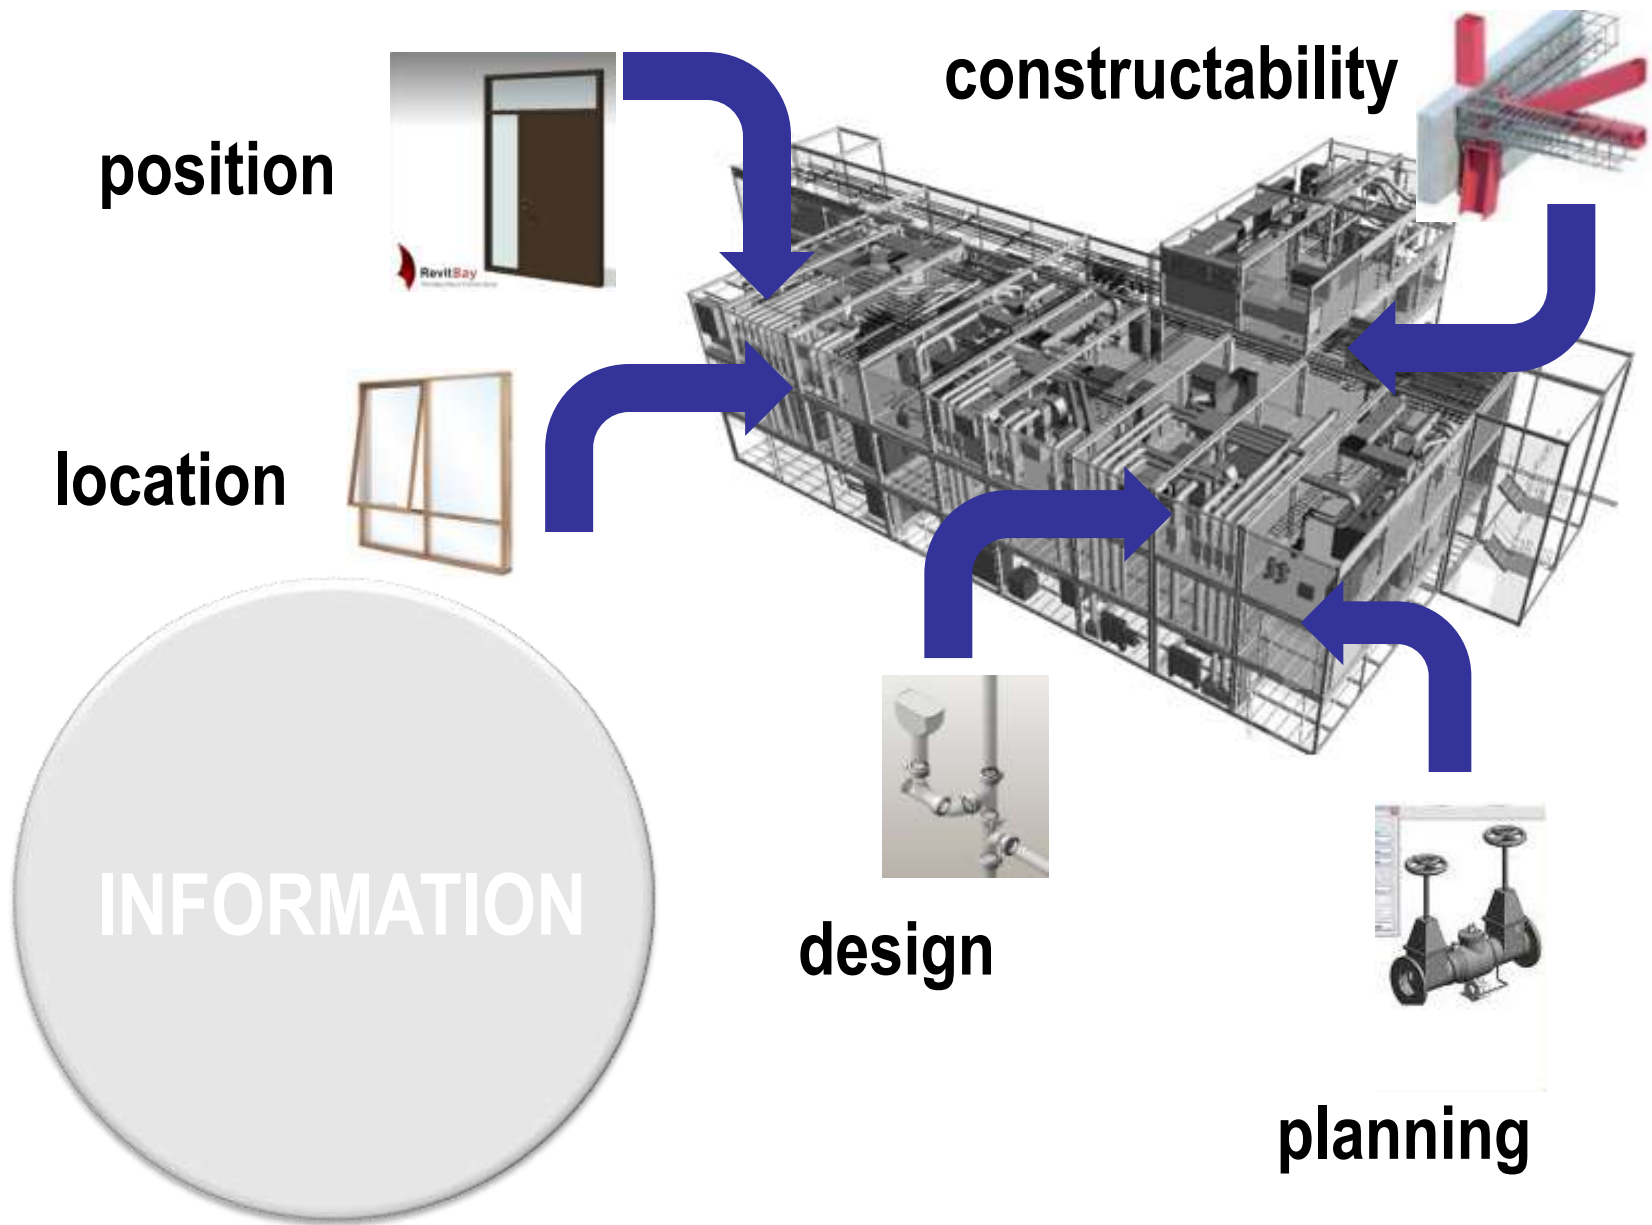 constructability
position
RevitBay
location
INFORMATION
design
planning